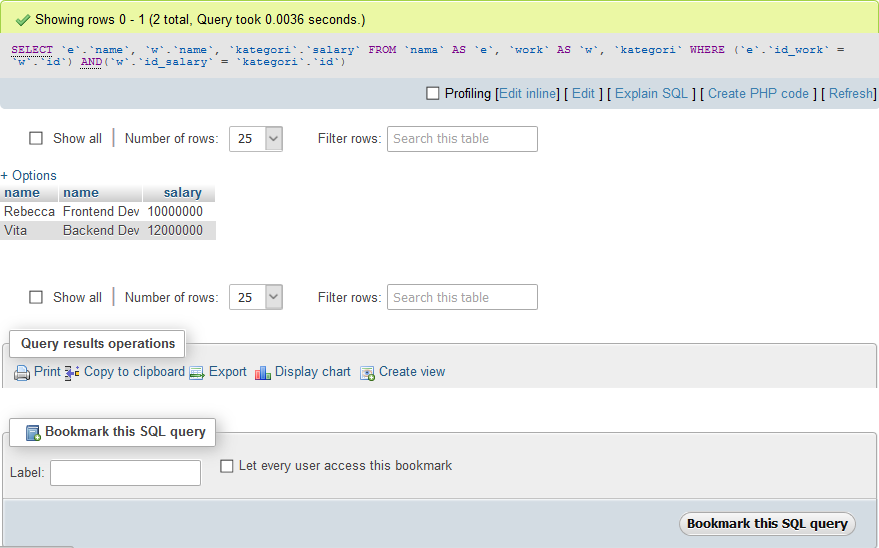 Showing rows 0 - 1 (2 total, Query took 0.0036 seconds.)
SELECT `e`.`name`, `w`.`name`, `kategori`.`salary` FROM `nama` AS `e`, `work` AS `w`, `kategori` WHERE (`e`.`id_work` =
`w`.`id`) AND(`w`.`id_salary` = `kategori`.`id`)
Profiling [Edit inline] [ Edit ] [ Explain SQL ] [ Create PHP code ] [ Refresh]
Show all | Number of rows: 25 Filter rows: Search this table
+ Options
name name salary
Rebecca Frontend Dev 10000000
Vita Backend Dev 12000000
Show all | Number of rows: 25 Filter rows: Search this table
Query results operations
Print Copy to clipboard Export Display chart Create view
Bookmark this SQL query
Label: Let every user access this bookmark
Bookmark this SQL query